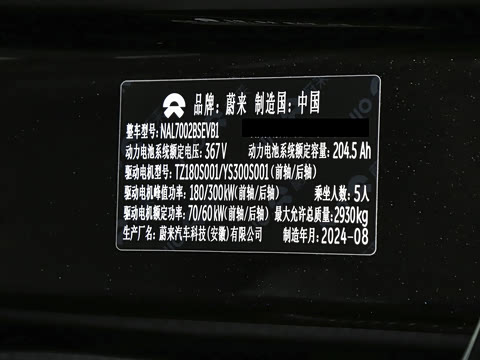 品牌：蔚来 制造国：中国
整车型号：NAL7002BSEVB1
动力电池系统额定电压：367V 动力电池系统额定容量：204.5Ah
驱动电机型号：TZ180S001/YS300S001（前轴/后轴）
驱动电机峰值功率：180/300kW(前轴/后轴) 乘坐人数：5人
驱动电机额定功率：70/60kW(前轴/后轴) 最大允许总质量：2930kg
生产厂名：蔚来汽车科技(安徽)有限公司 制造年月：2024-08